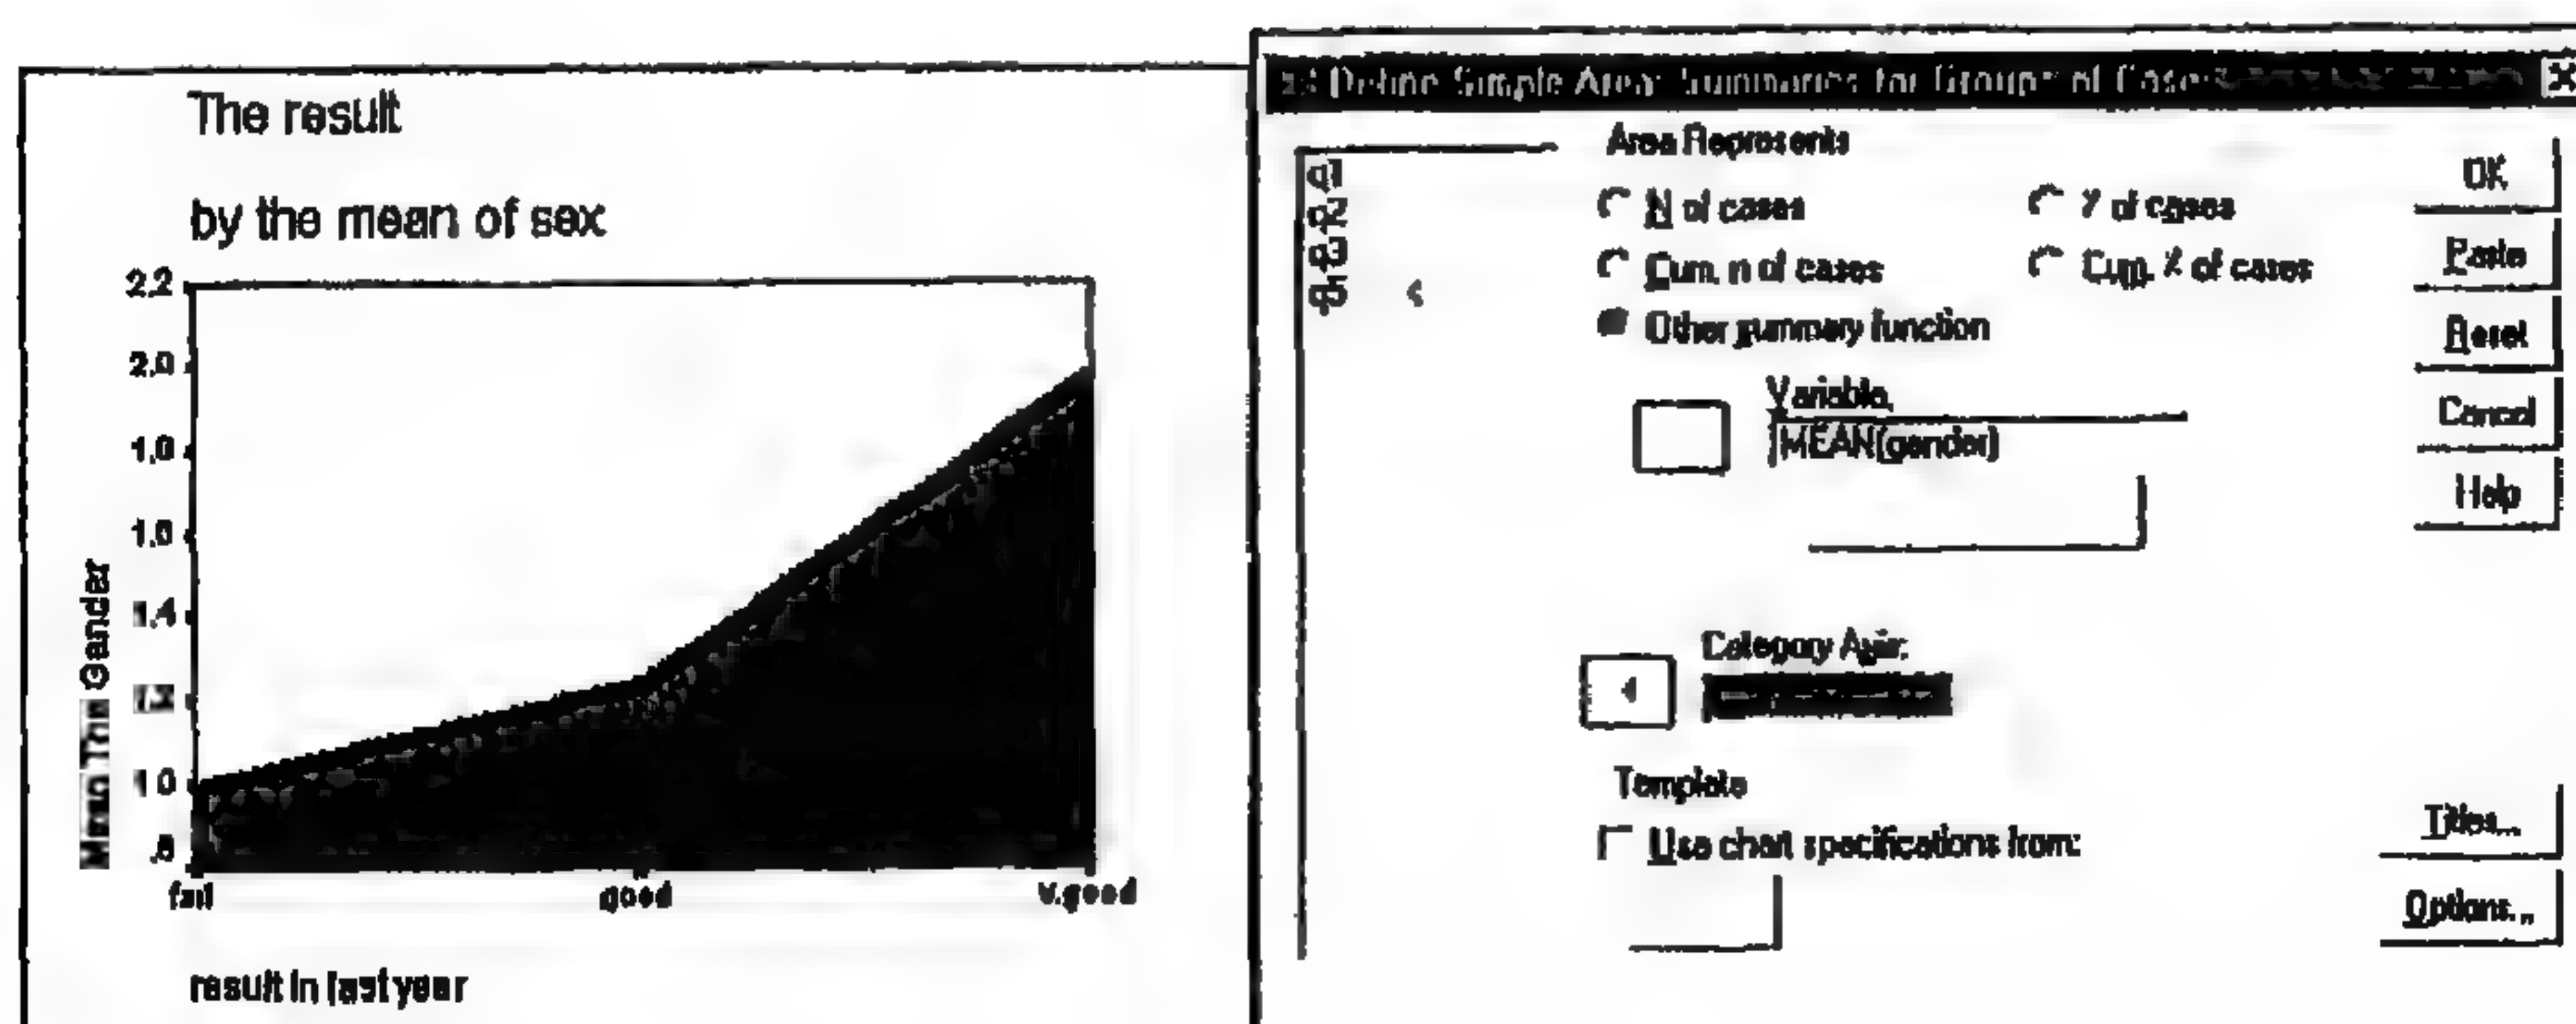 The result
by the mean of sex
2.2
2.0
1.0
1.0
1.4
1.0
.8
Mean The Gender
fail good v.good
result in last year
Define Simple Area: Summaries for Groups of Cases
q1
q2
q3
Area Represents
N of cases
% of cases
Cum. n of cases
Cum. % of cases
Other summary function
Variable:
MEAN(gender)
Category Axis:
Template
Use chart specifications from:
OK
Paste
Reset
Cancel
Help
Titles...
Options...